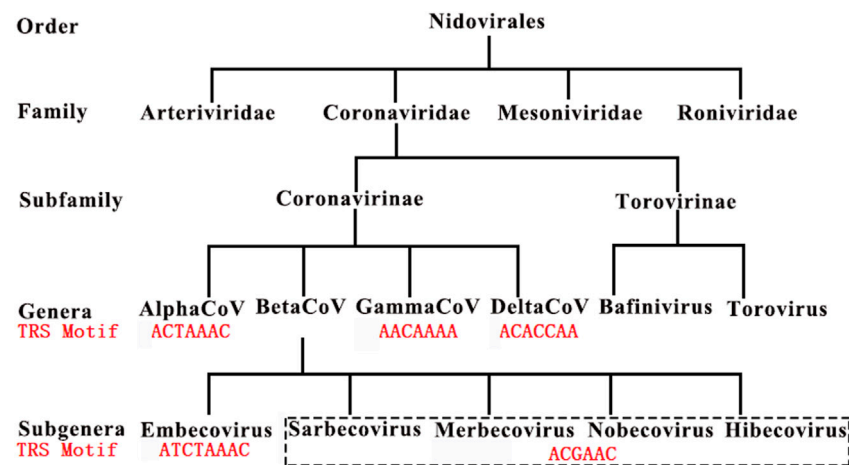 Order Nidovirales
Family Arteriviridae Coronaviridae Mesoniviridae Roniviridae
Subfamily Coronavirinae Torovirinae
Genera AlphaCoV BetaCoV GammaCoV DeltaCoV Bafinivirus Torovirus
TRS Motif ACTAAAC AACAAAA ACACCAA
Subgenera Embecovirus Sarbecovirus Merbecovirus Nobecovirus Hibecovirus
TRS Motif ATCTAAAC ACGAAC